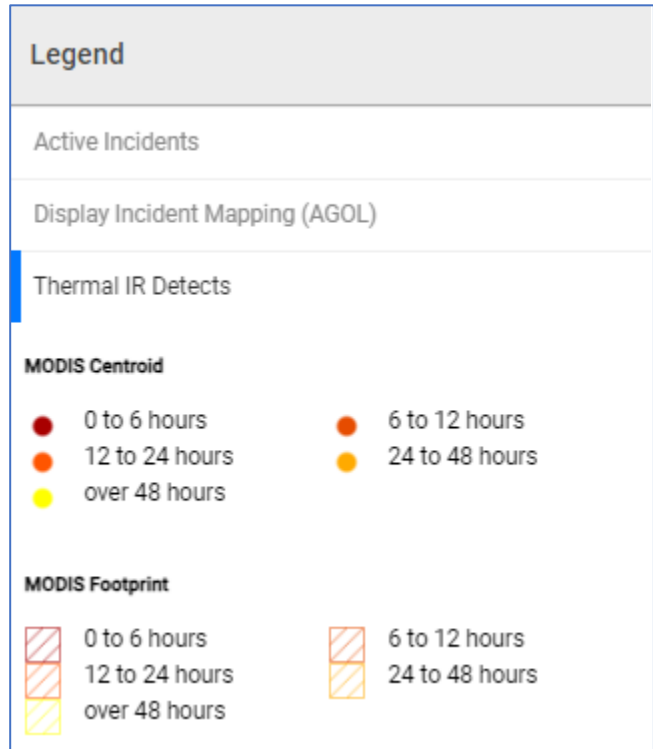 Legend
Active Incidents
Display Incident Mapping (AGOL)
Thermal IR Detects
MODIS Centroid
0 to 6 hours 6 to 12 hours
12 to 24 hours 24 to 48 hours
over 48 hours
MODIS Footprint
0 to 6 hours 6 to 12 hours
12 to 24 hours 24 to 48 hours
over 48 hours